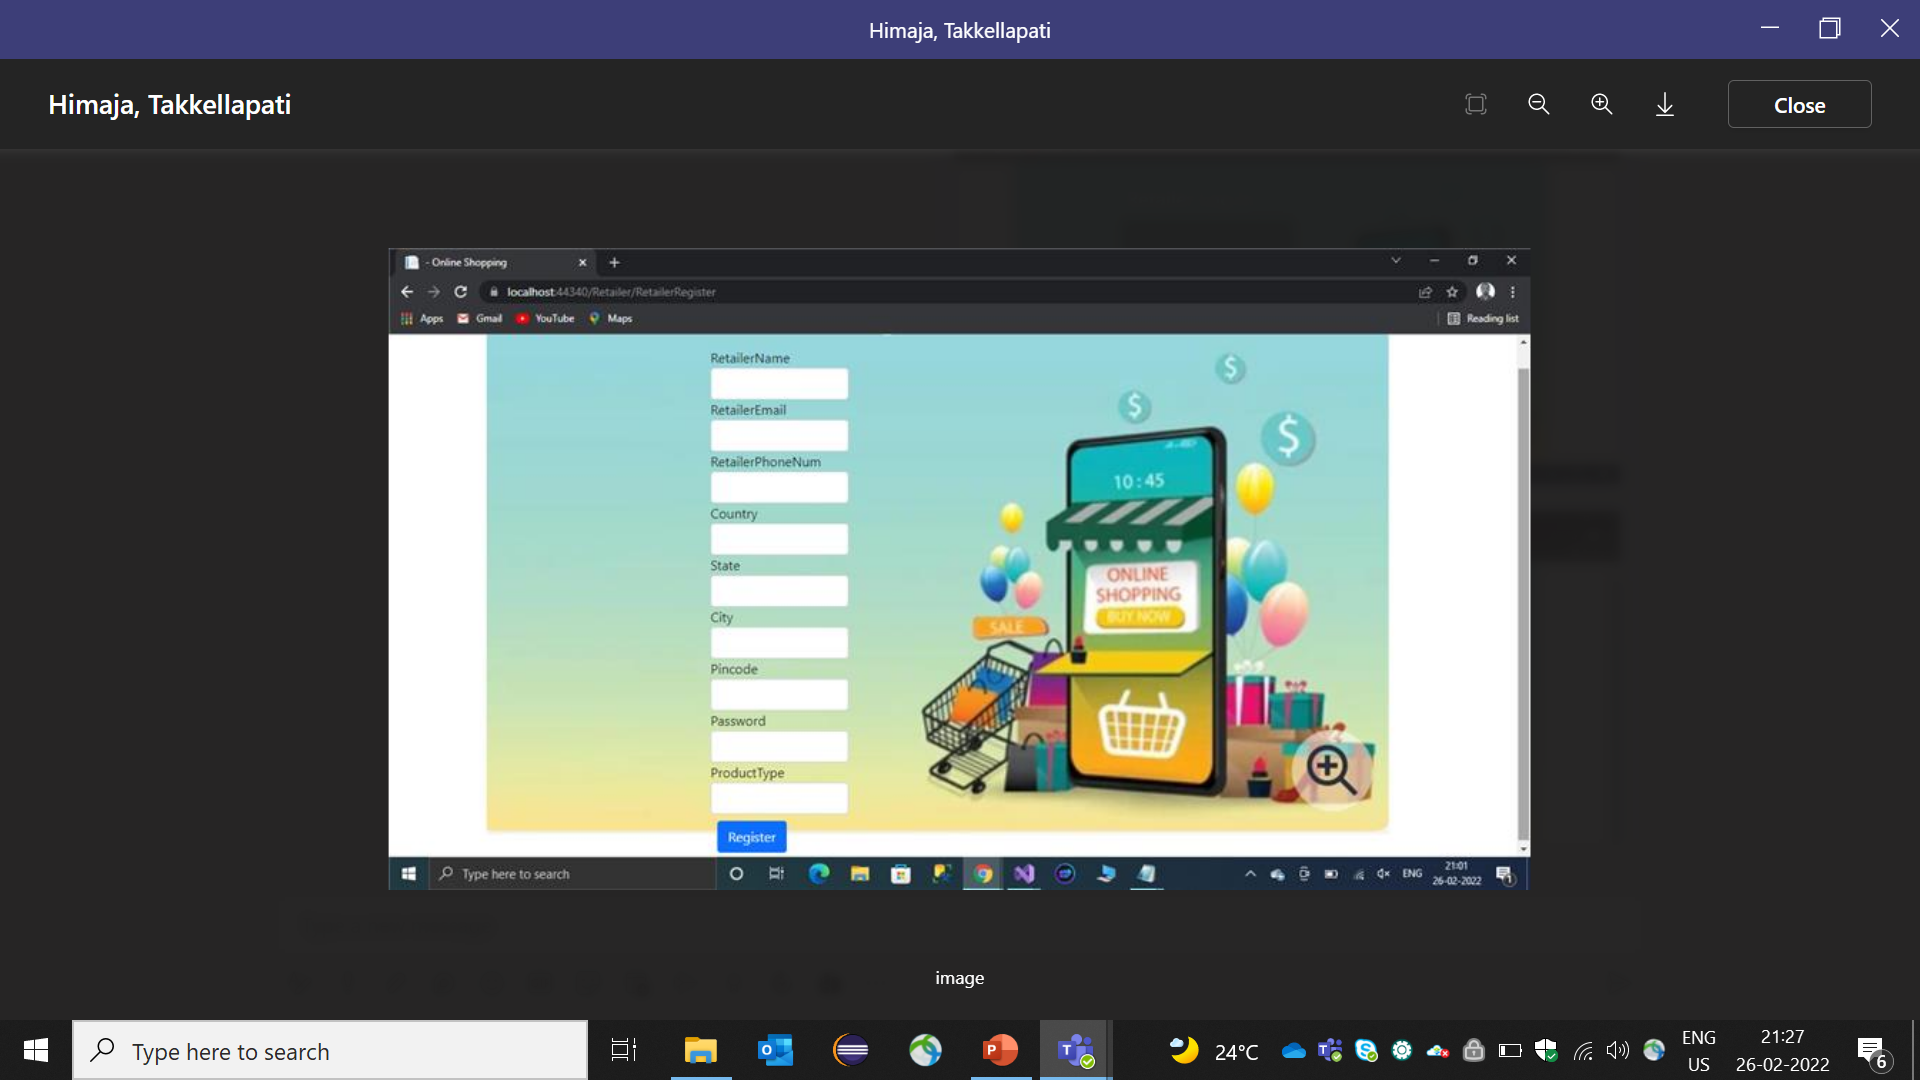 Himaja, Takkellapati
Himaja, Takkellapati
Close
- Online Shopping
localhost:44340/Retailer/RetailerRegister
Apps
Gmail
YouTube
Maps
Reading list
RetailerName
RetailerEmail
RetailerPhoneNum
Country
State
City
Pincode
Password
ProductType
Register
$
$
$
10:45
ONLINE
SHOPPING
BUY NOW
SALE
Type here to search
ENG
21:01
26-02-2022
1
image
Type here to search
24°C
ENG
US
21:27
26-02-2022
6